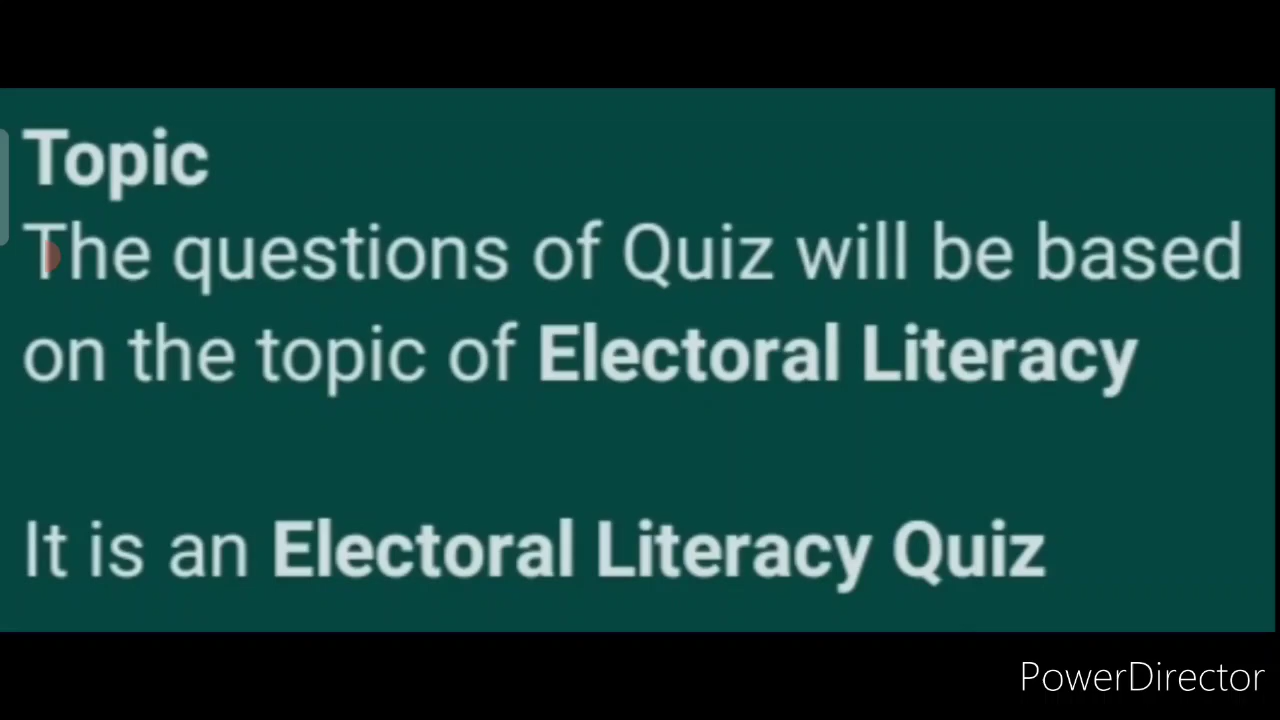 Topic
The questions of Quiz will be based
on the topic of Electoral Literacy
It is an Electoral Literacy Quiz
PowerDirector